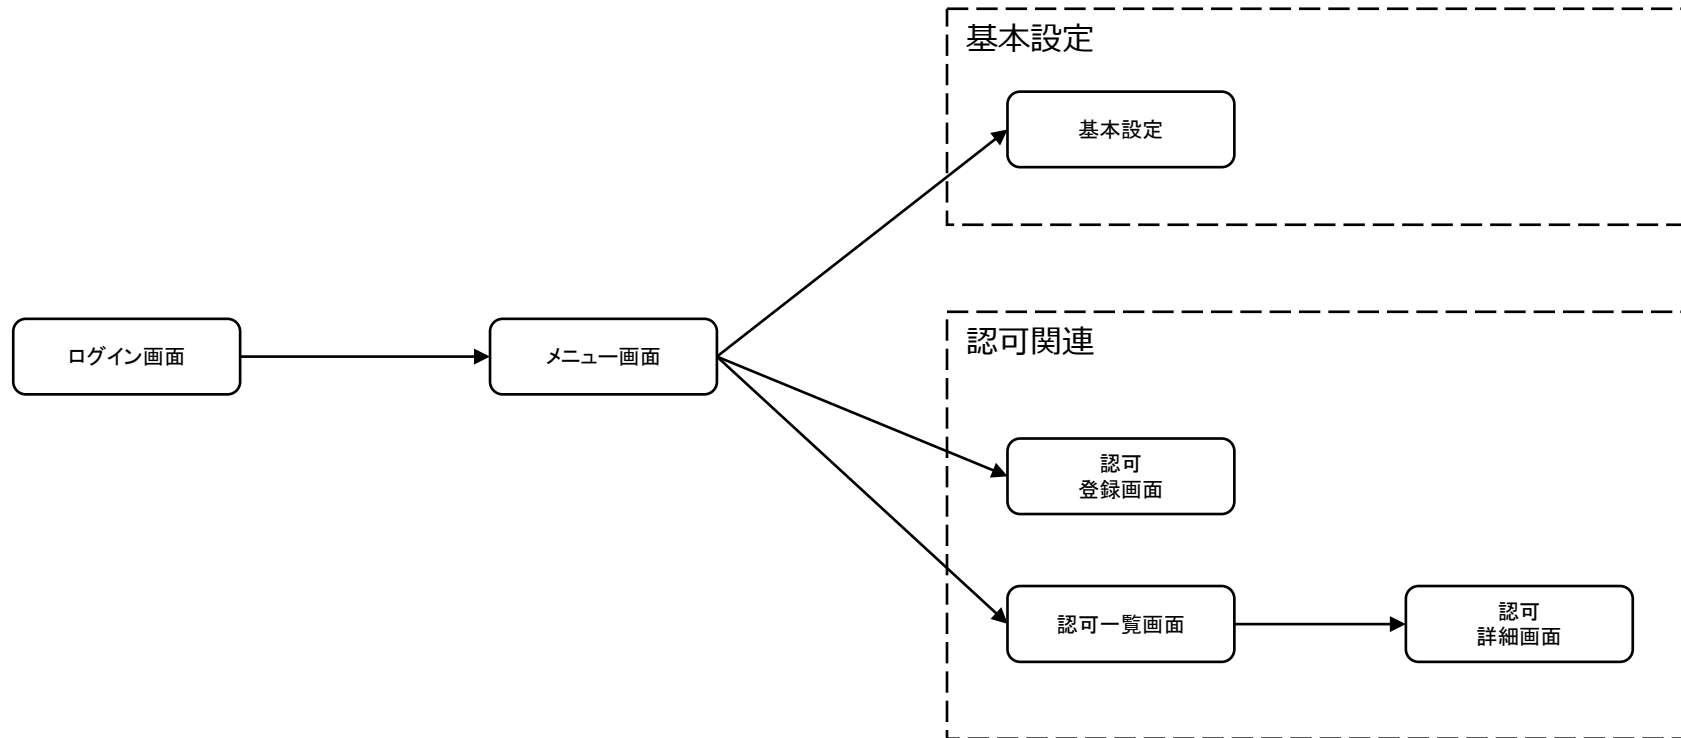 基本設定
基本設定
ログイン画面
メニュー画面
認可関連
認可
登録画面
認可一覧画面
認可
詳細画面